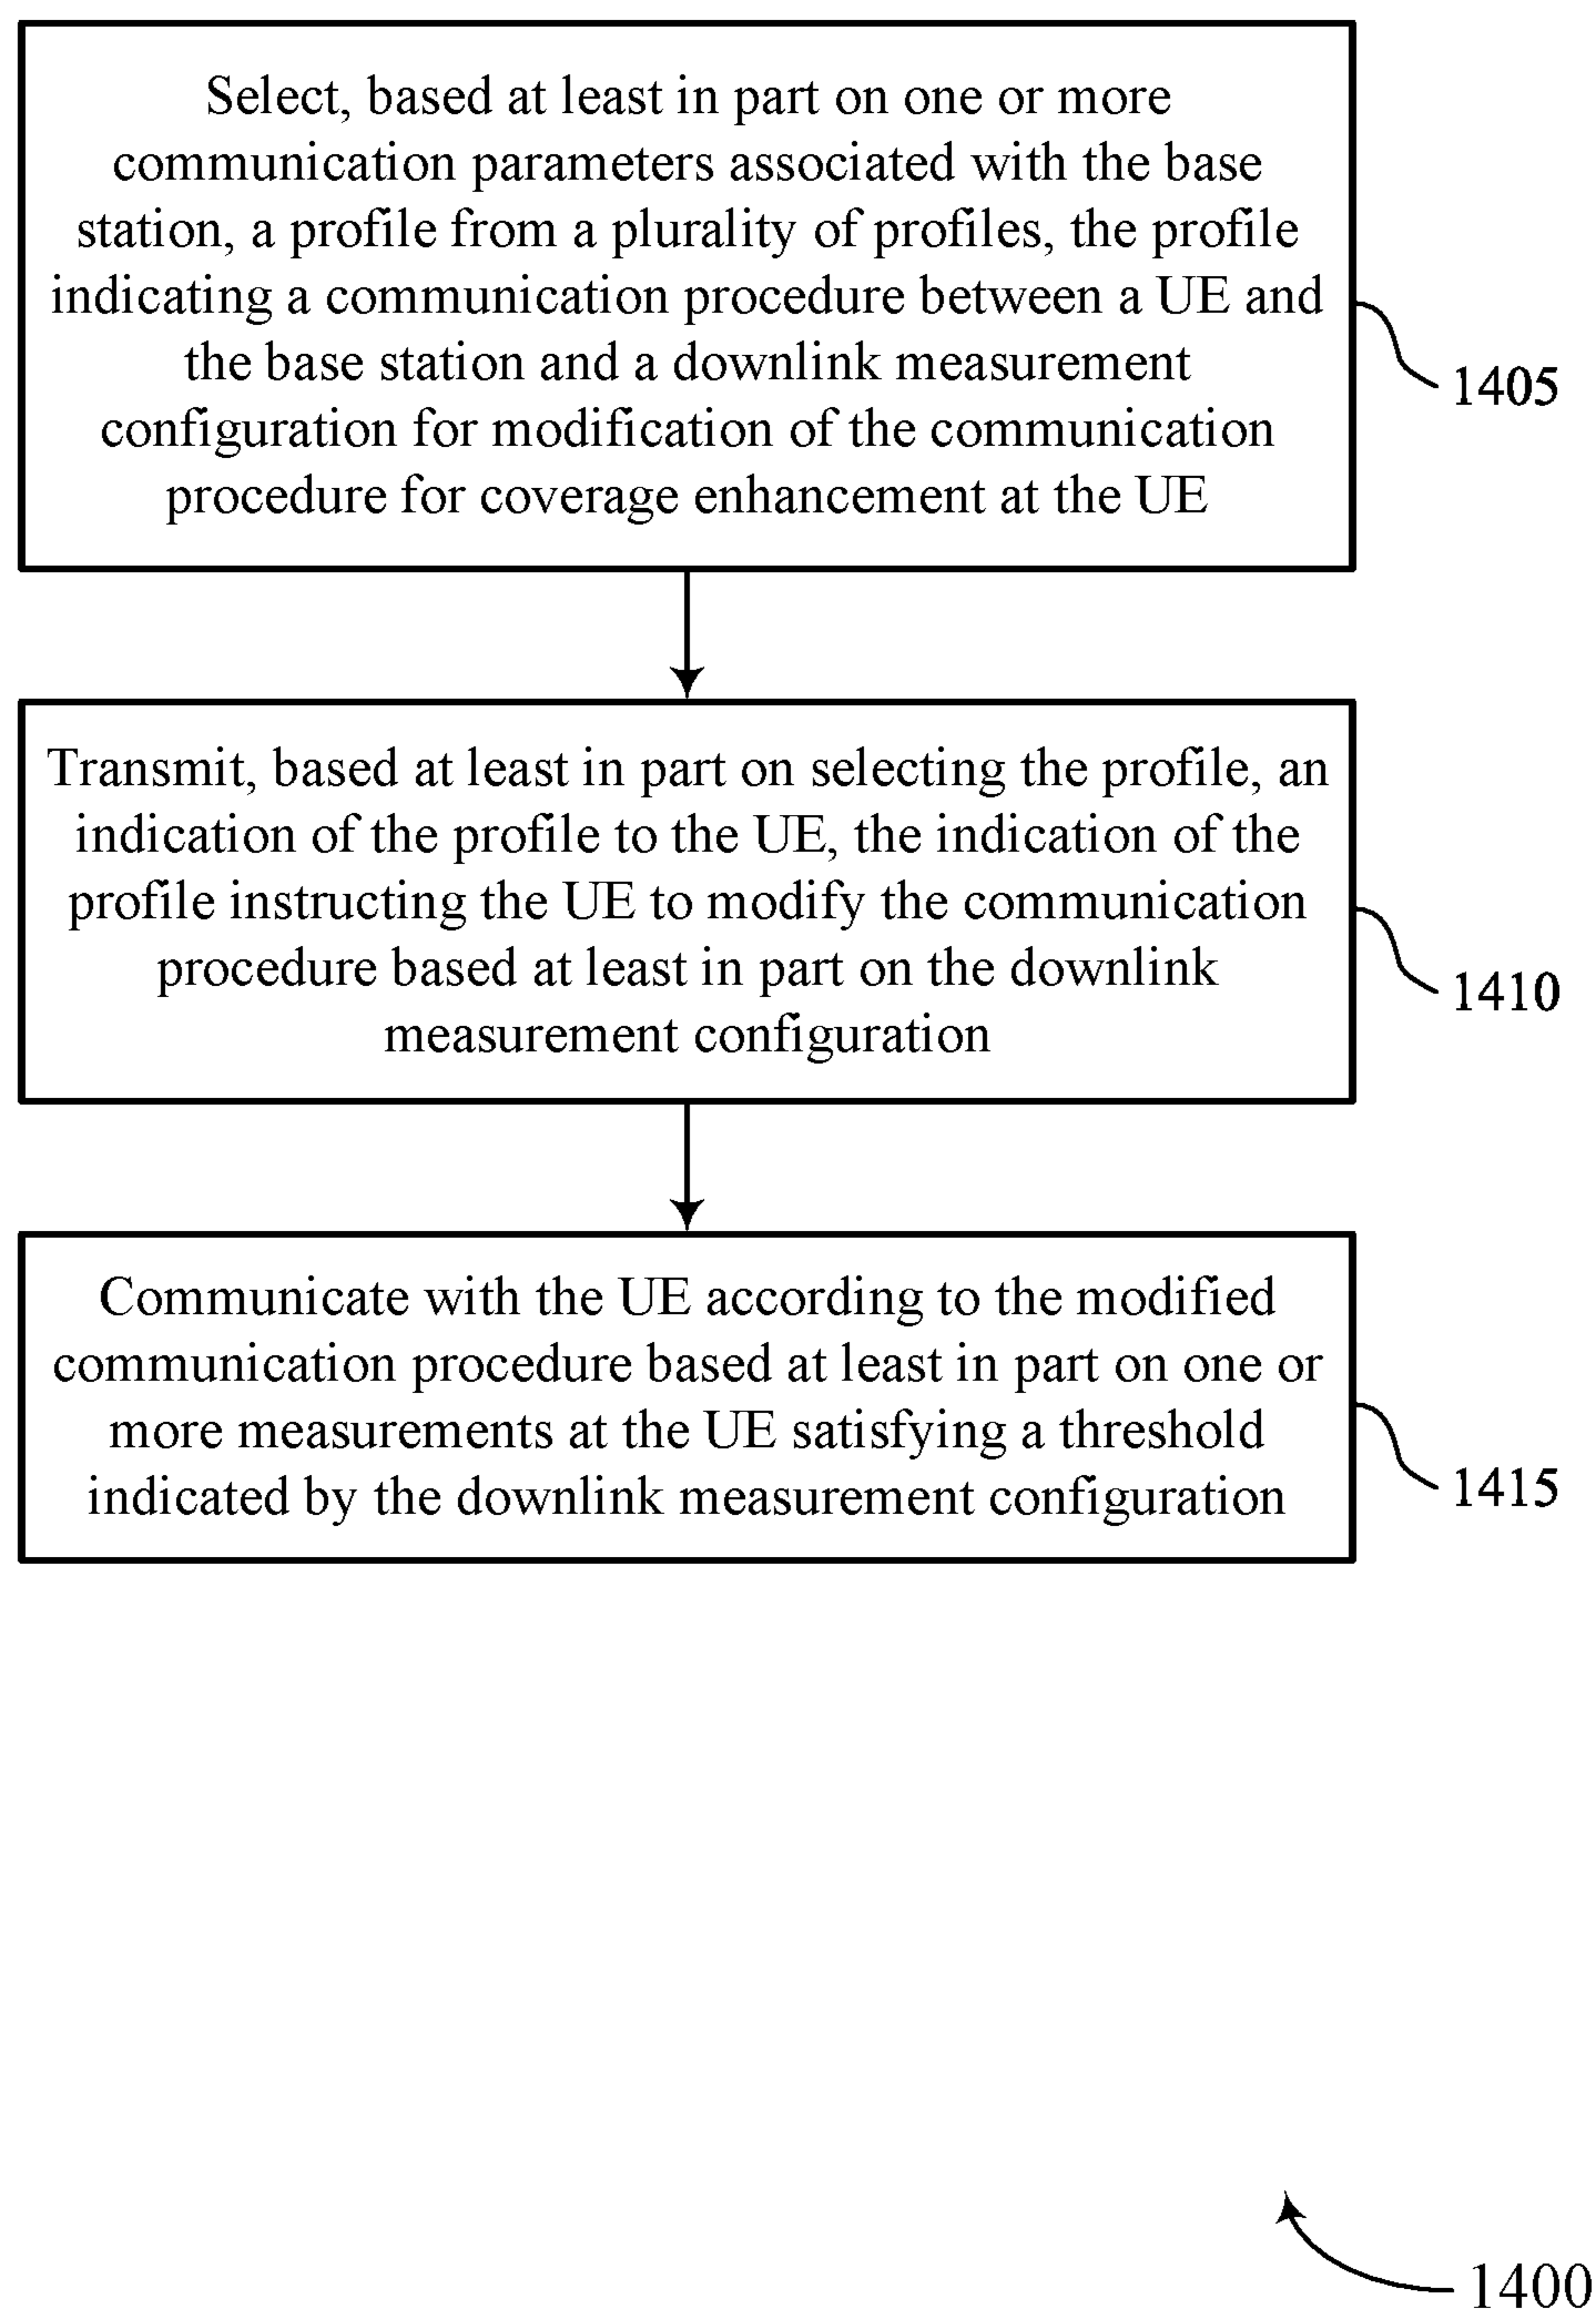 Select, based at least in part on one or more
communication parameters associated with the base
station, a profile from a plurality of profiles, the profile
indicating a communication procedure between a UE and
the base station and a downlink measurement
configuration for modification of the communication
procedure for coverage enhancement at the UE
1405
Transmit, based at least in part on selecting the profile, an
indication of the profile to the UE, the indication of the
profile instructing the UE to modify the communication
procedure based at least in part on the downlink
measurement configuration
1410
Communicate with the UE according to the modified
communication procedure based at least in part on one or
more measurements at the UE satisfying a threshold
indicated by the downlink measurement configuration
1415
1400